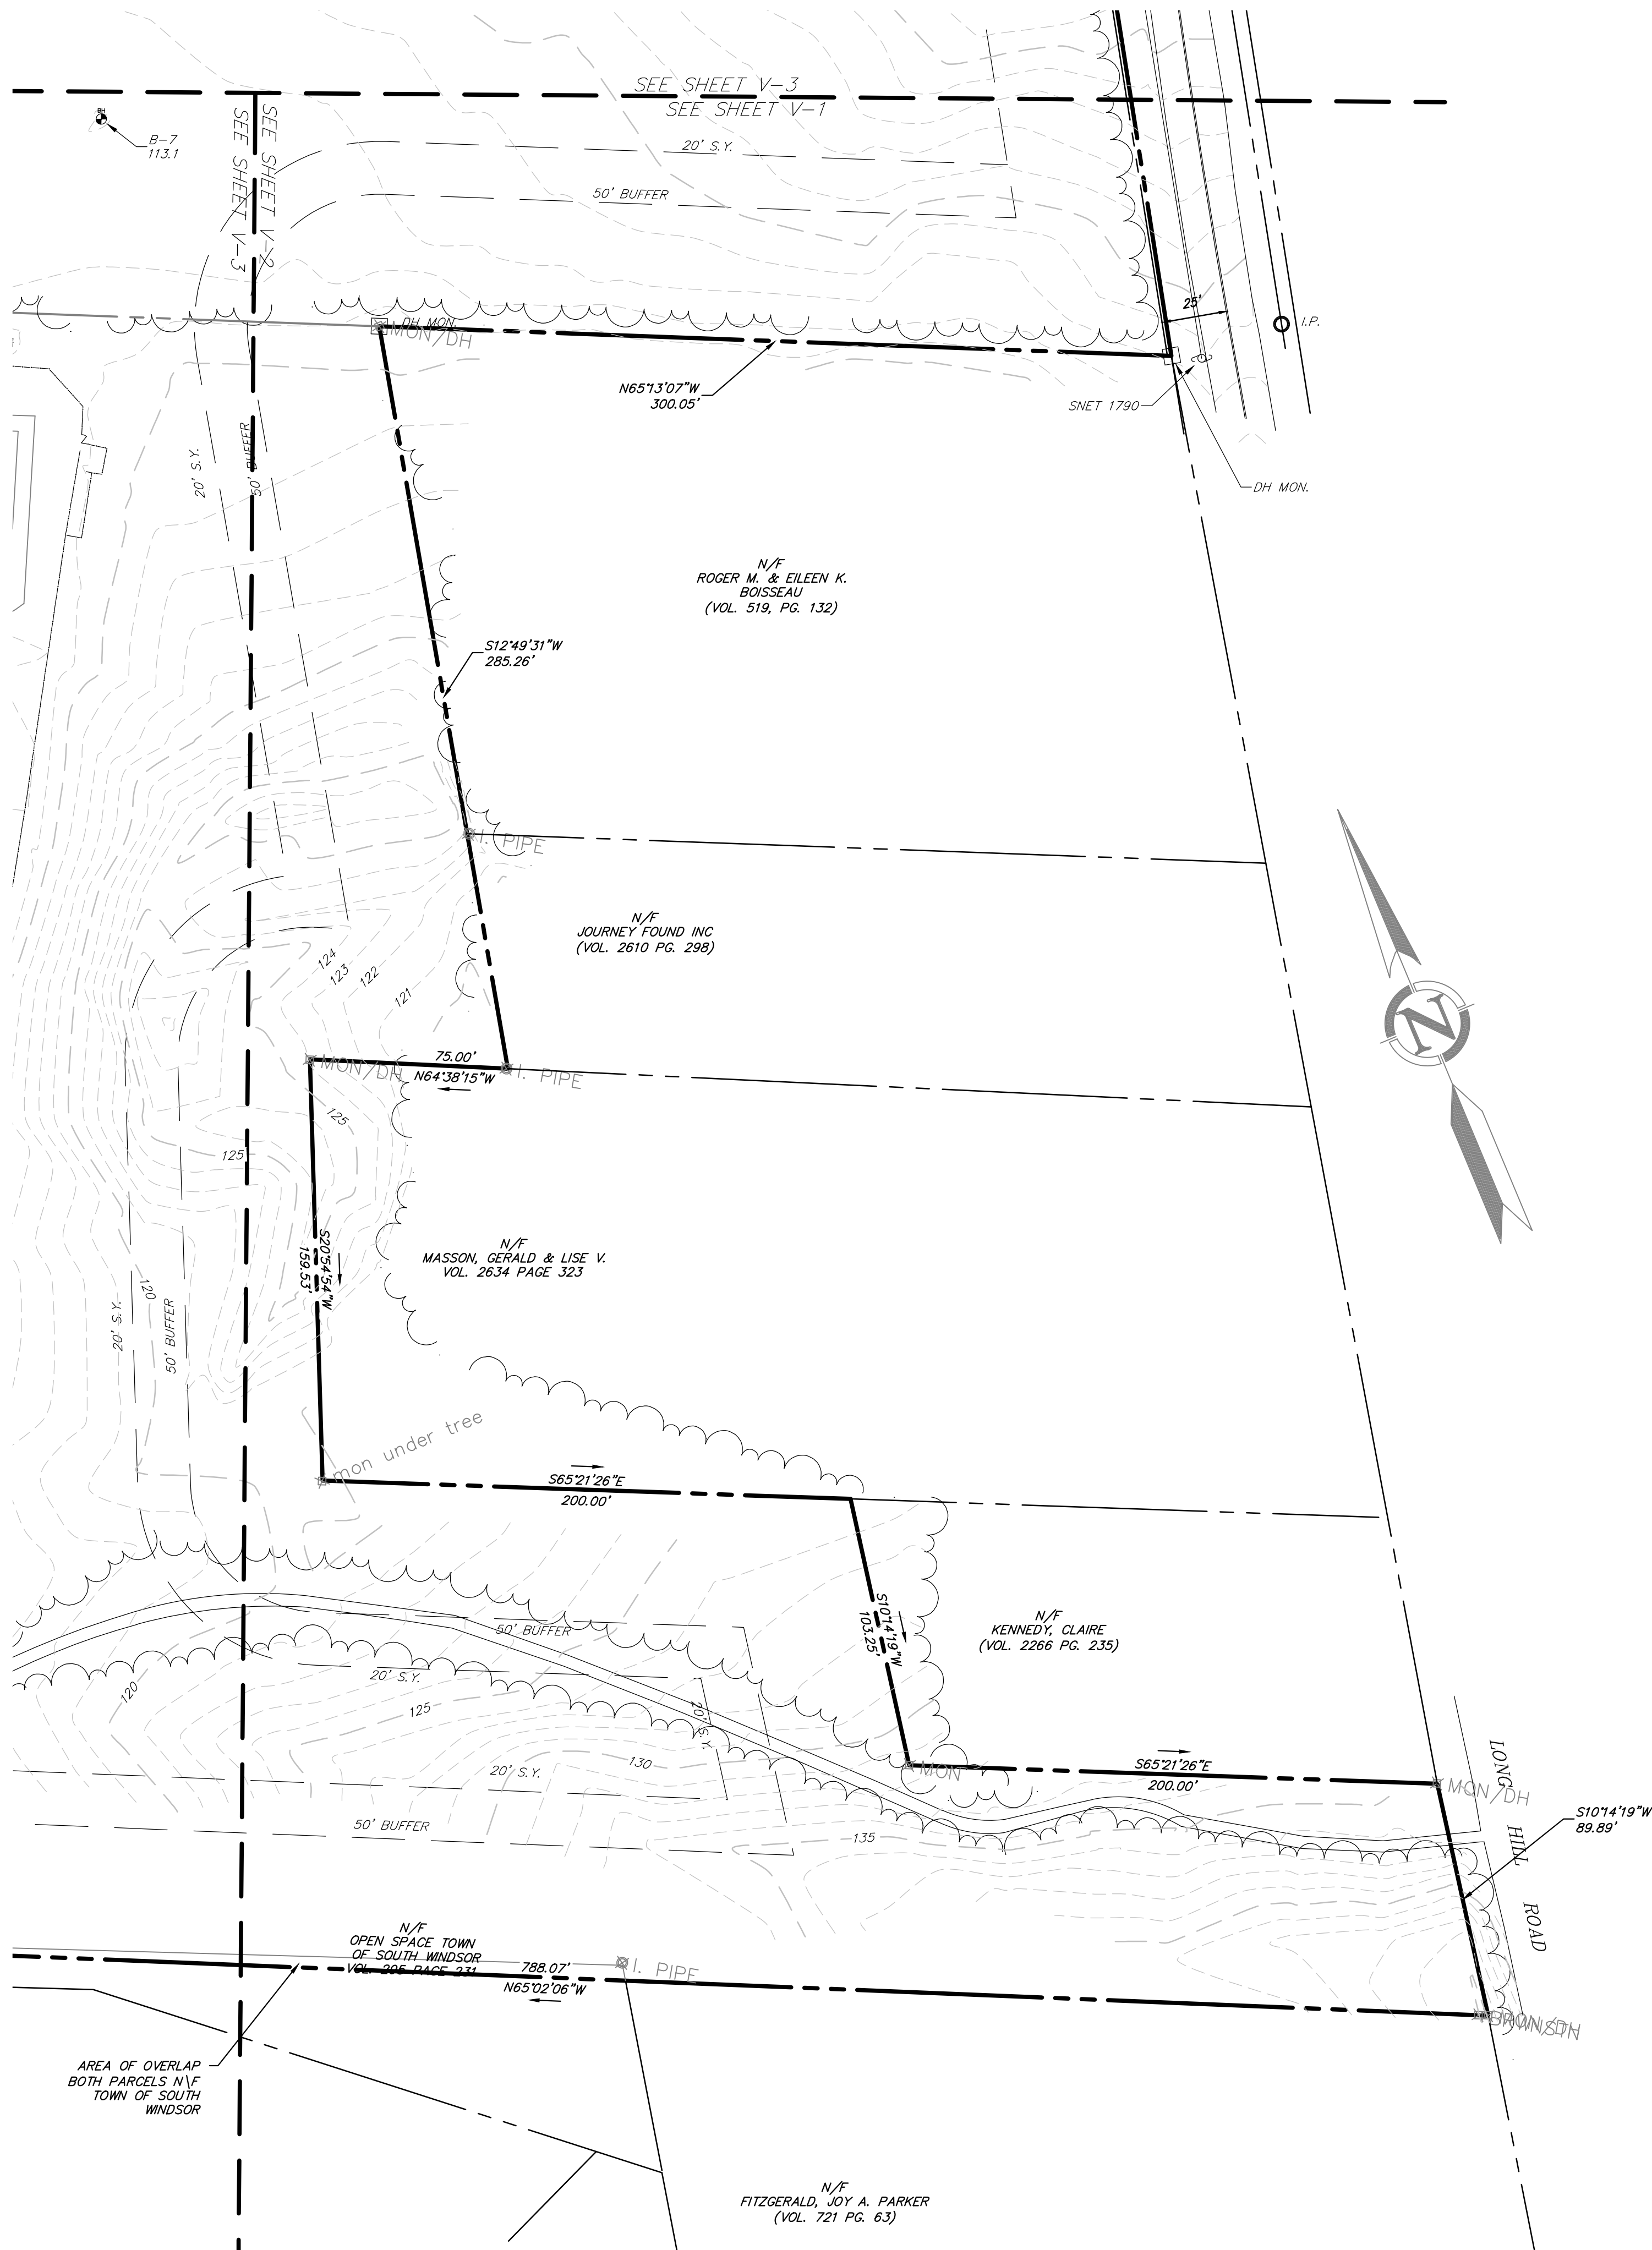 SEE SHEET V-3
SEE SHEET V-1
SEE SHEET V-2
SEE SHEET V-3
BH
B-7
113.1
20' S.Y.
50' BUFFER
25'
I.P.
DH MON.
MON/DH
N65°13'07"W
300.05'
SNET 1790
DH MON.
20' S.Y.
50' BUFFER
N/F
ROGER M. & EILEEN K.
BOISSEAU
(VOL. 519, PG. 132)
S12°49'31"W
285.26'
I. PIPE
N/F
JOURNEY FOUND INC
(VOL. 2610 PG. 298)
124
123
122
121
N
75.00'
MON/DH
N64°38'15"W
I. PIPE
125
125
S20°54'54"W
159.53'
N/F
MASSON, GERALD & LISE V.
VOL. 2634 PAGE 323
120
20' S.Y.
50' BUFFER
mon under tree
S65°21'26"E
200.00'
S10°14'19"W
103.25'
N/F
KENNEDY, CLAIRE
(VOL. 2266 PG. 235)
50' BUFFER
20' S.Y.
120
125
20' S.Y.
130
20' S.Y.
MON
S65°21'26"E
200.00'
MON/DH
LONG HILL ROAD
S10°14'19"W
89.89'
50' BUFFER
135
N/F
OPEN SPACE TOWN
OF SOUTH WINDSOR
VOL. 295 PAGE 231
788.07'
I. PIPE
N65°02'06"W
MON/DH
BRWNSTN
AREA OF OVERLAP
BOTH PARCELS N\F
TOWN OF SOUTH
WINDSOR
N/F
FITZGERALD, JOY A. PARKER
(VOL. 721 PG. 63)